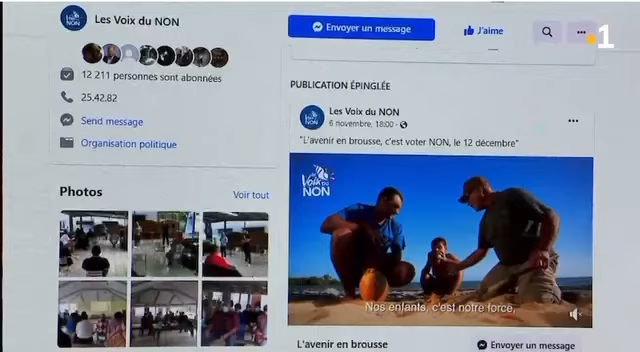 Les Voix du NON
12 211 personnes sont abonnées
25.42.82
Send message
Organisation politique
Photos
Voir tout
Envoyer un message
J'aime
1
PUBLICATION ÉPINGLÉE
Les Voix du NON
6 novembre, 18:00
"L'avenir en brousse, c'est voter NON, le 12 décembre"
Voix DU
NON
Nos enfants, c'est notre force,
L'avenir en brousse
Envoyer un message